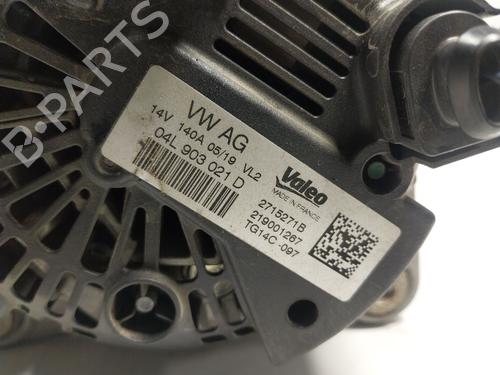 B-PARTS
VW AG
14V 140A 05/19 VL2
04L 903 021 D
Valeo
MADE IN FRANCE
2715271B
219001267
TG14C-097